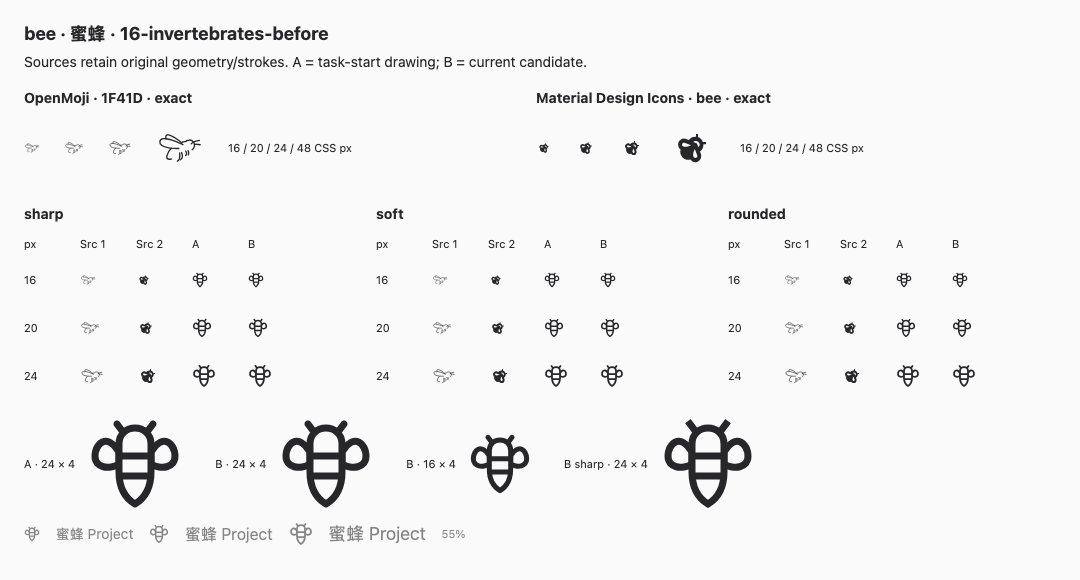 bee · 蜜蜂 · 16-invertebrates-before
Sources retain original geometry/strokes. A = task-start drawing; B = current candidate.
OpenMoji · 1F41D · exact
16 / 20 / 24 / 48 CSS px
Material Design Icons · bee · exact
16 / 20 / 24 / 48 CSS px
sharp
px Src 1 Src 2 A B
16
20
24
soft
px Src 1 Src 2 A B
16
20
24
rounded
px Src 1 Src 2 A B
16
20
24
A · 24 × 4
B · 24 × 4
B · 16 × 4
B sharp · 24 × 4
蜜蜂 Project 蜜蜂 Project 蜜蜂 Project 55%